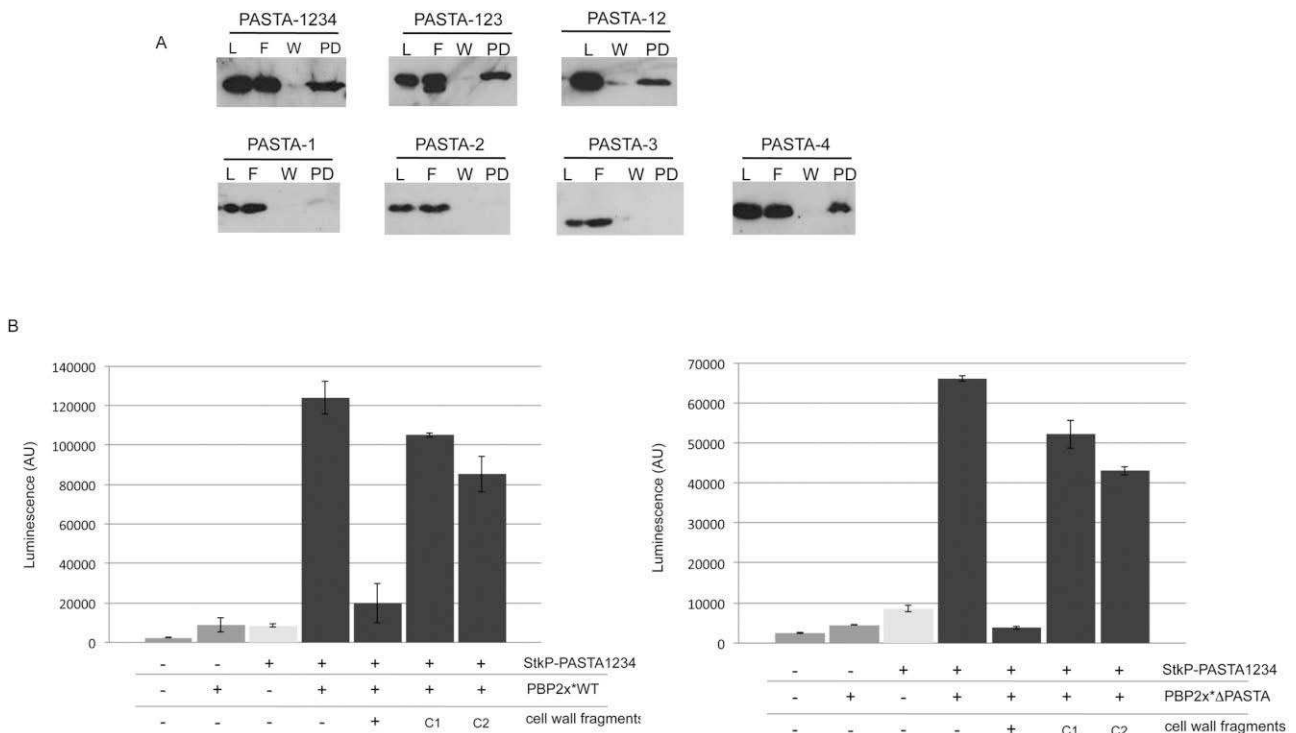 A
PASTA-1234 PASTA-123 PASTA-12
L F W PD L F W PD L W PD
PASTA-1 PASTA-2 PASTA-3 PASTA-4
L F W PD L F W PD L F W PD L F W PD
B
Luminescence (AU)
140000
120000
100000
80000
60000
40000
20000
0
- - + + + + + StkP-PASTA1234
- + - + + + + PBP2x*WT
- - - - + C1 C2 cell wall fragments
Luminescence (AU)
70000
60000
50000
40000
30000
20000
10000
0
- - + + + + + StkP-PASTA1234
- + - + + + + PBP2x*ΔPASTA
- - - - + C1 C2 cell wall fragments